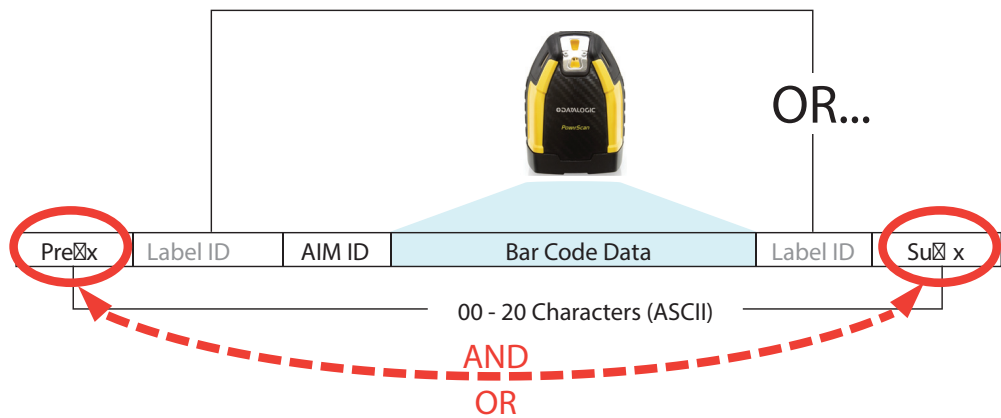 OR...
DATALOGIC
PowerScan
Pre☒x Label ID AIM ID Bar Code Data Label ID Su☒ x
00 - 20 Characters (ASCII)
AND
OR